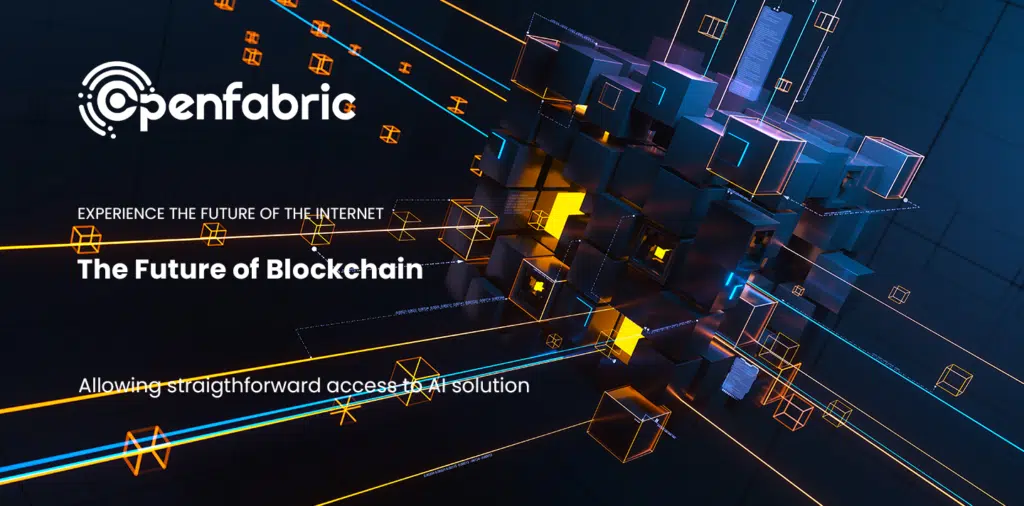 Openfabric
EXPERIENCE THE FUTURE OF THE INTERNET
The Future of Blockchain
Allowing straigthforward access to AI solution